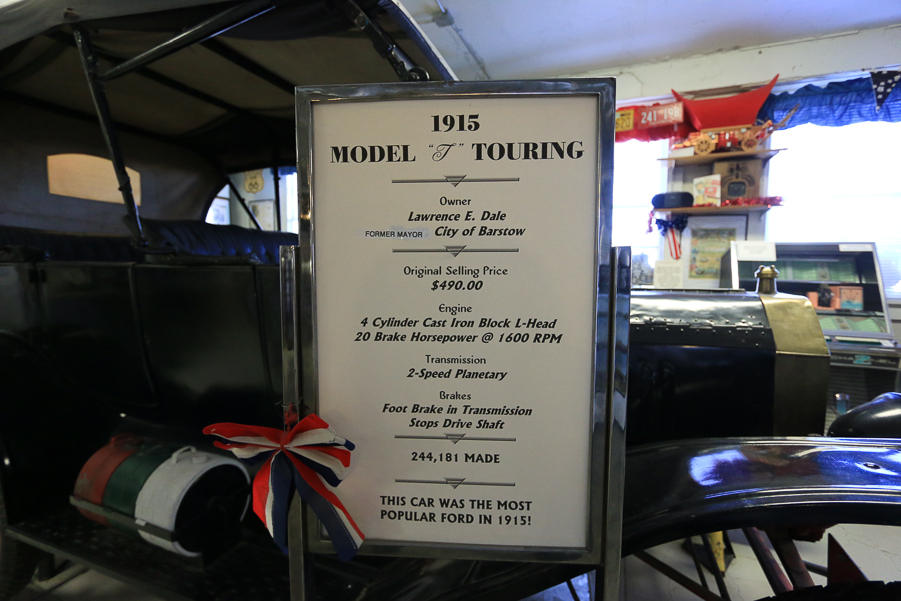 1915
MODEL "T" TOURING
Owner
Lawrence E. Dale
FORMER MAYOR City of Barstow
Original Selling Price
$490.00
Engine
4 Cylinder Cast Iron Block L-Head
20 Brake Horsepower @ 1600 RPM
Transmission
2-Speed Planetary
Brakes
Foot Brake in Transmission
Stops Drive Shaft
244,181 MADE
THIS CAR WAS THE MOST
POPULAR FORD IN 1915!